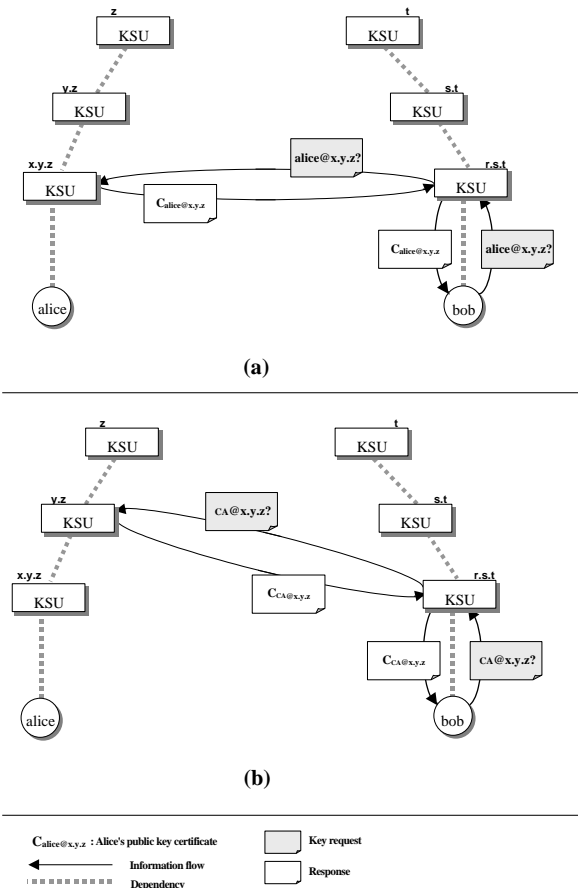 z
KSU
t
KSU
y.z
KSU
s.t
KSU
x.y.z
KSU
alice@x.y.z?
r.s.t
KSU
Calice@x.y.z
Calice@x.y.z
alice@x.y.z?
alice
bob
(a)
z
KSU
t
KSU
y.z
KSU
CA@x.y.z?
s.t
KSU
x.y.z
KSU
CCA@x.y.z
r.s.t
KSU
CCA@x.y.z
CA@x.y.z?
alice
bob
(b)
Calice@x.y.z : Alice's public key certificate
Key request
Information flow
Response
Dependency